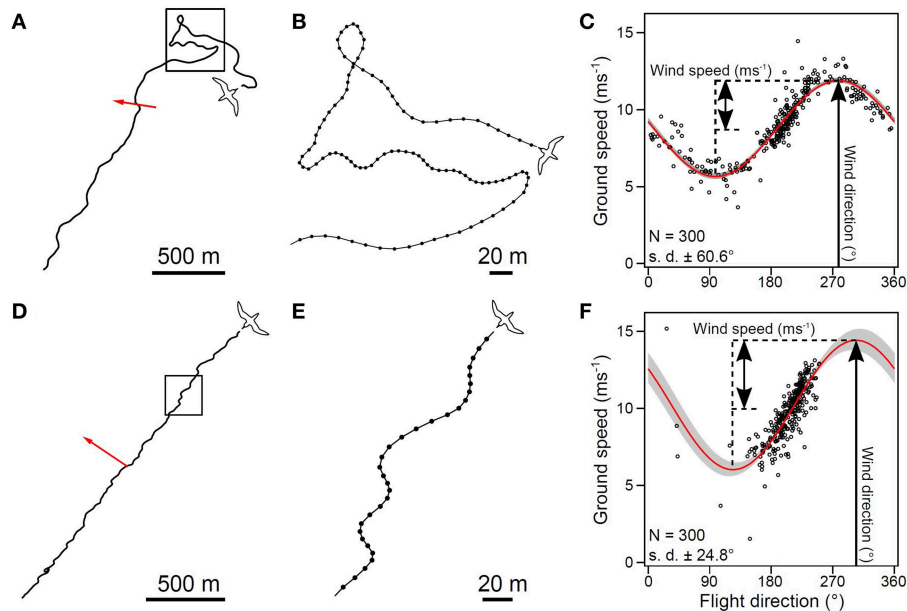 A
500 m
B
20 m
C
Ground speed (ms⁻¹)
15
10
5
0
Wind speed (ms⁻¹)
Wind direction (°)
N = 300
s. d. ± 60.6°
0 90 180 270 360
D
500 m
E
20 m
F
Ground speed (ms⁻¹)
15
10
5
0
Wind speed (ms⁻¹)
Wind direction (°)
N = 300
s. d. ± 24.8°
0 90 180 270 360
Flight direction (°)